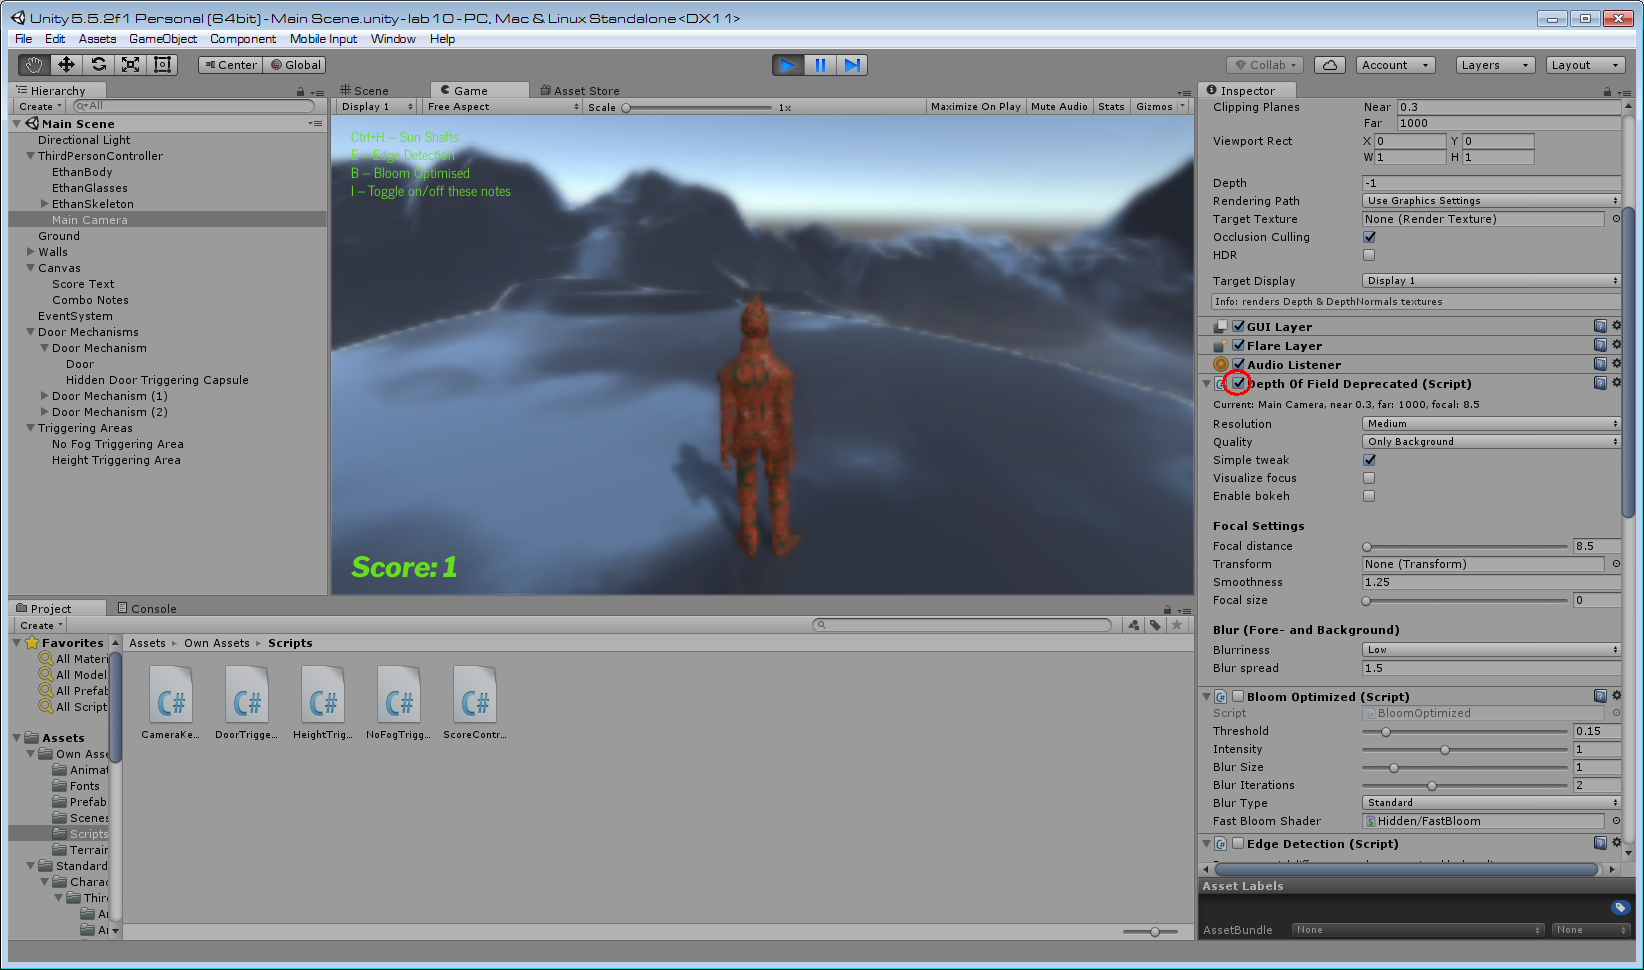 Unity 5.5.2f1 Personal (64bit) - Main Scene.unity - lab10 - PC, Mac & Linux Standalone <DX11>
File Edit Assets GameObject Component Mobile Input Window Help
Center Global Collab Account Layers Layout
Hierarchy
Create All
Main Scene
Directional Light
ThirdPersonController
EthanBody
EthanGlasses
EthanSkeleton
Main Camera
Ground
Walls
Canvas
Score Text
Combo Notes
EventSystem
Door Mechanisms
Door Mechanism
Door
Hidden Door Triggering Capsule
Door Mechanism (1)
Door Mechanism (2)
Triggering Areas
No Fog Triggering Area
Height Triggering Area
Scene Game Asset Store
Display 1 Free Aspect Scale 1x Maximize On Play Mute Audio Stats Gizmos
Ctrl+H – Sun Shafts
E – Edge Detection
B – Bloom Optimised
I – Toggle on/off these notes
Score: 1
Project Console
Create
Favorites
All Materi
All Model
All Prefab
All Script
Assets
Own Asse
Animat
Fonts
Prefab
Scenes
Scripts
Terrair
Standard
Charac
Thir
Ar
Ar
Assets Own Assets Scripts
C# C# C# C# C#
CameraKe... DoorTrigge... HeightTrig... NoFogTrigg... ScoreContr...
Inspector
Clipping Planes Near 0.3
Far 1000
Viewport Rect X 0 Y 0
W 1 H 1
Depth -1
Rendering Path Use Graphics Settings
Target Texture None (Render Texture)
Occlusion Culling
HDR
Target Display Display 1
Info: renders Depth & DepthNormals textures
GUI Layer
Flare Layer
Audio Listener
Depth Of Field Deprecated (Script)
Current: Main Camera, near 0.3, far: 1000, focal: 8.5
Resolution Medium
Quality Only Background
Simple tweak
Visualize focus
Enable bokeh
Focal Settings
Focal distance 8.5
Transform None (Transform)
Smoothness 1.25
Focal size 0
Blur (Fore- and Background)
Blurriness Low
Blur spread 1.5
Bloom Optimized (Script)
Script BloomOptimized
Threshold 0.15
Intensity 1
Blur Size 1
Blur Iterations 2
Blur Type Standard
Fast Bloom Shader Hidden/FastBloom
Edge Detection (Script)
Asset Labels
AssetBundle None None